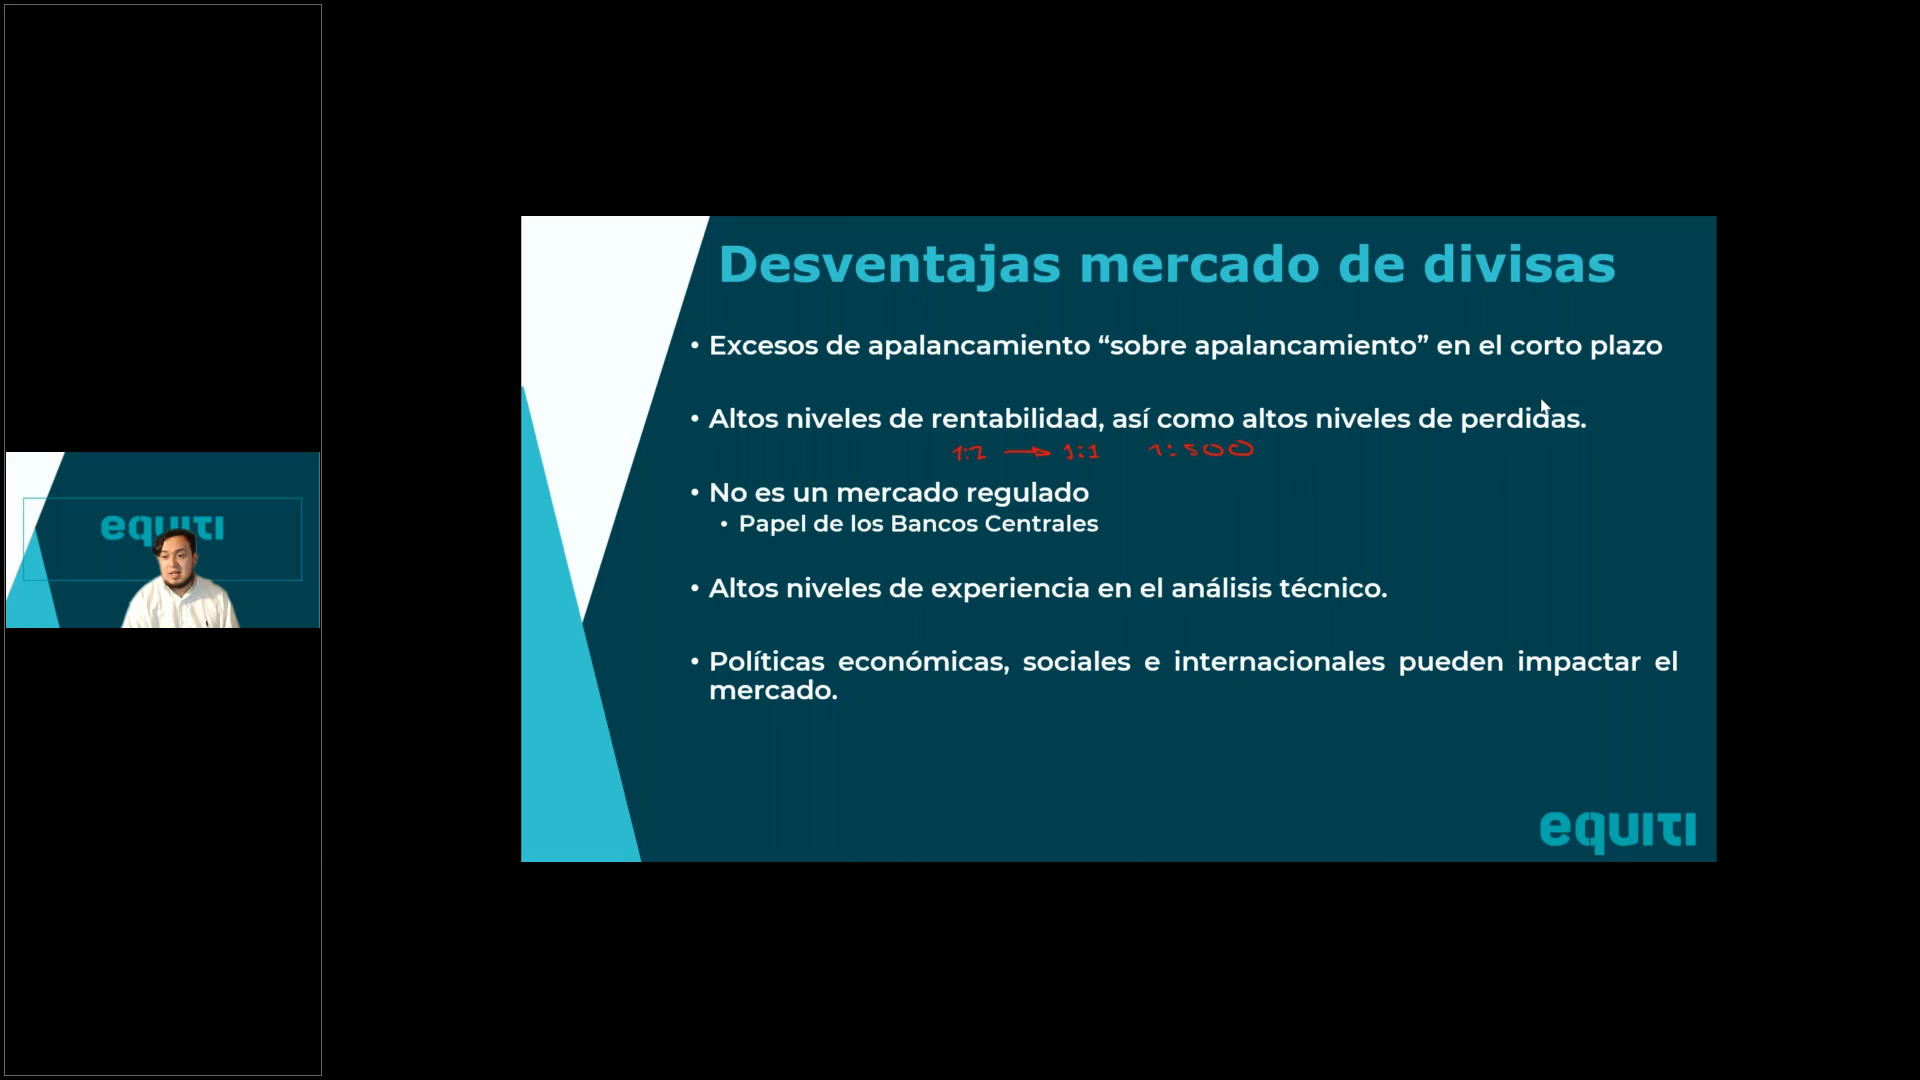 Desventajas mercado de divisas
• Excesos de apalancamiento “sobre apalancamiento” en el corto plazo
• Altos niveles de rentabilidad, así como altos niveles de perdidas.
1:2 → 1:1 1:500
• No es un mercado regulado
• Papel de los Bancos Centrales
• Altos niveles de experiencia en el análisis técnico.
• Políticas económicas, sociales e internacionales pueden impactar el
mercado.
equiti
equiti